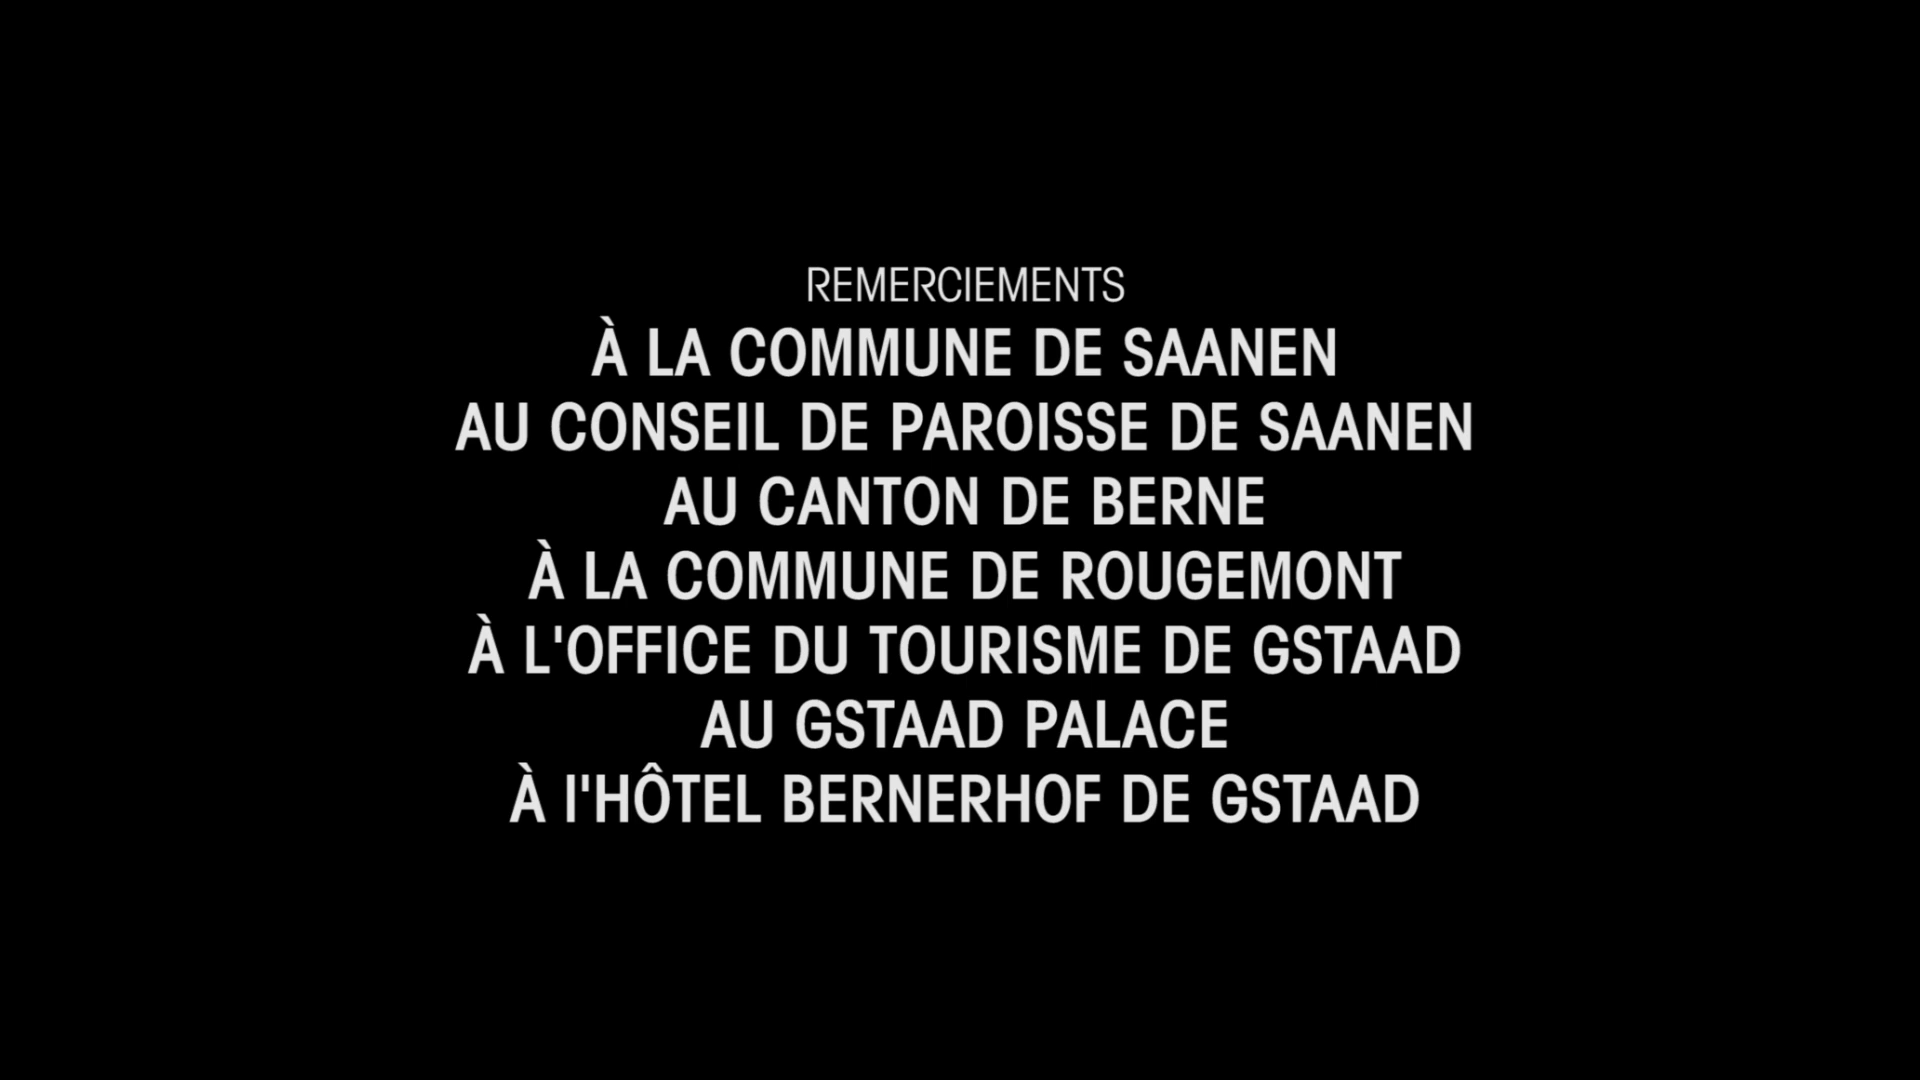 REMERCIEMENTS
À LA COMMUNE DE SAANEN
AU CONSEIL DE PAROISSE DE SAANEN
AU CANTON DE BERNE
À LA COMMUNE DE ROUGEMONT
À L'OFFICE DU TOURISME DE GSTAAD
AU GSTAAD PALACE
À l'HÔTEL BERNERHOF DE GSTAAD